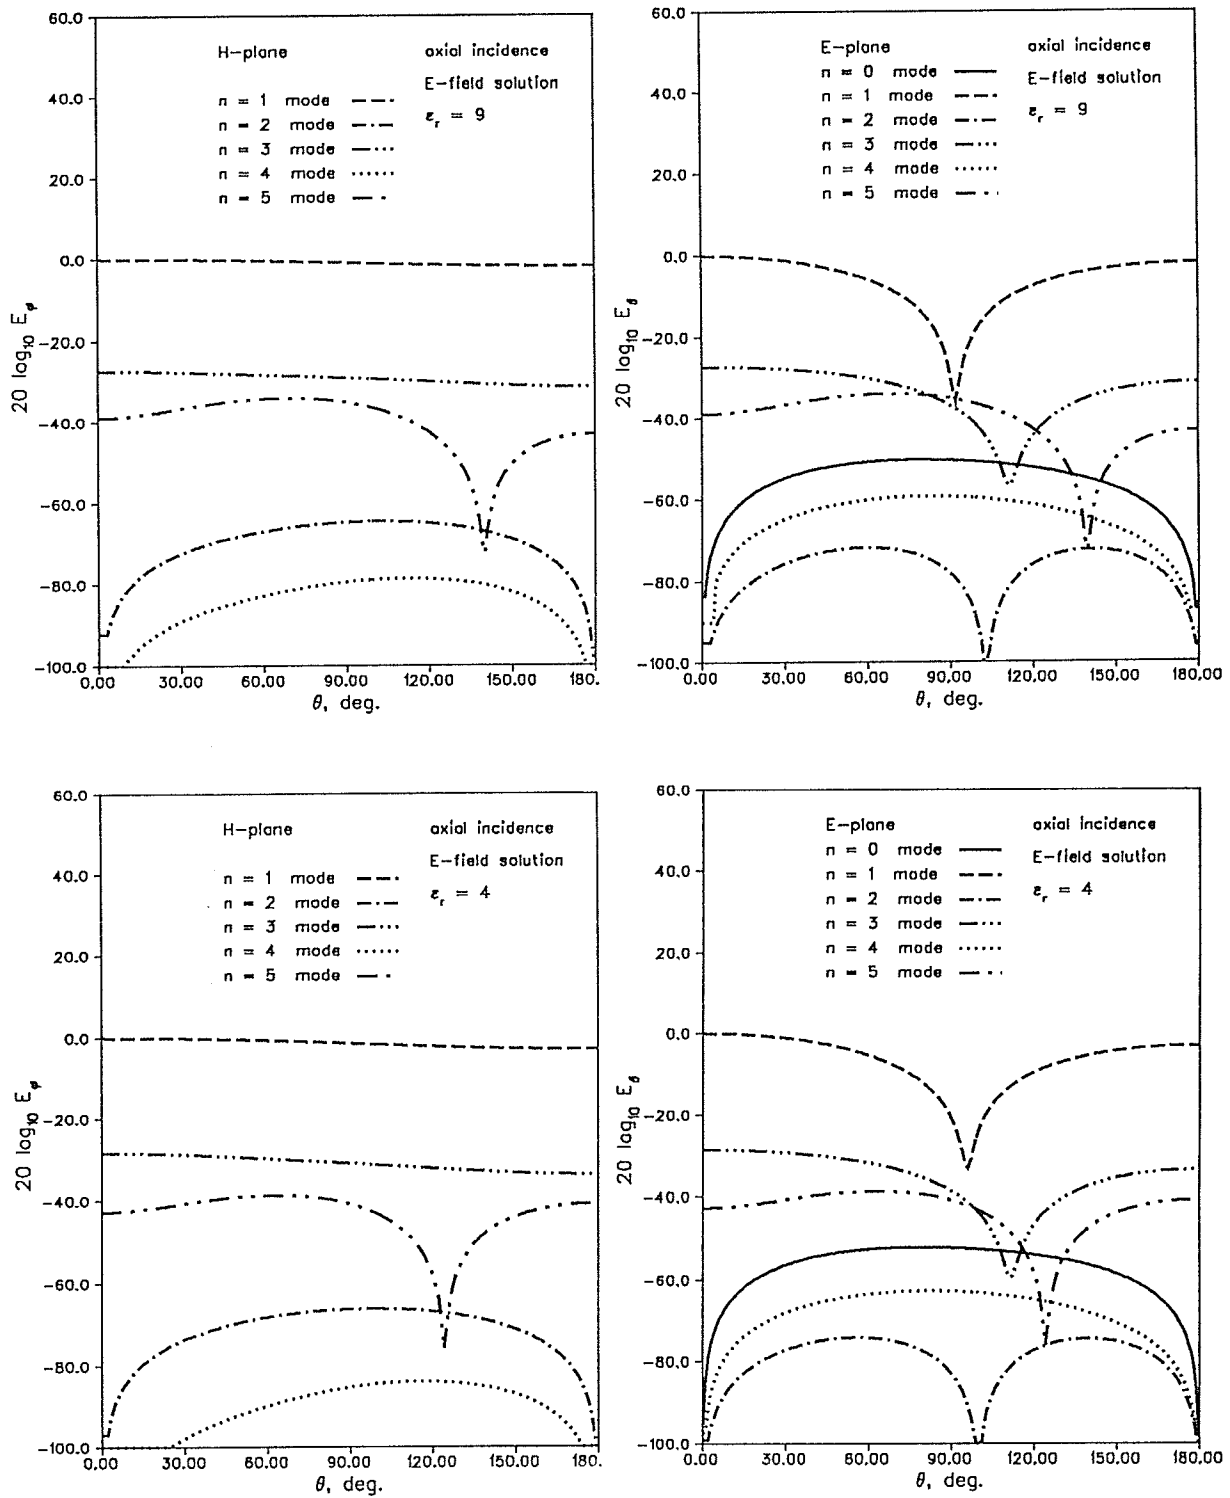 60.0
40.0
20.0
0.0
-20.0
-40.0
-60.0
-80.0
-100.0
20 log10 Eφ
H-plane
n = 1 mode
n = 2 mode
n = 3 mode
n = 4 mode
n = 5 mode
axial incidence
E-field solution
εr = 9
0.00 30.00 60.00 90.00 120.00 150.00 180.
θ, deg.
60.0
40.0
20.0
0.0
-20.0
-40.0
-60.0
-80.0
-100.0
20 log10 Eθ
E-plane
n = 0 mode
n = 1 mode
n = 2 mode
n = 3 mode
n = 4 mode
n = 5 mode
axial incidence
E-field solution
εr = 9
0.00 30.00 60.00 90.00 120.00 150.00 180.00
θ, deg.
60.0
40.0
20.0
0.0
-20.0
-40.0
-60.0
-80.0
-100.0
20 log10 Eφ
H-plane
n = 1 mode
n = 2 mode
n = 3 mode
n = 4 mode
n = 5 mode
axial incidence
E-field solution
εr = 4
0.00 30.00 60.00 90.00 120.00 150.00 180.
θ, deg.
60.0
40.0
20.0
0.0
-20.0
-40.0
-60.0
-80.0
-100.0
20 log10 Eθ
E-plane
n = 0 mode
n = 1 mode
n = 2 mode
n = 3 mode
n = 4 mode
n = 5 mode
axial incidence
E-field solution
εr = 4
0.00 30.00 60.00 90.00 120.00 150.00 180.00
θ, deg.